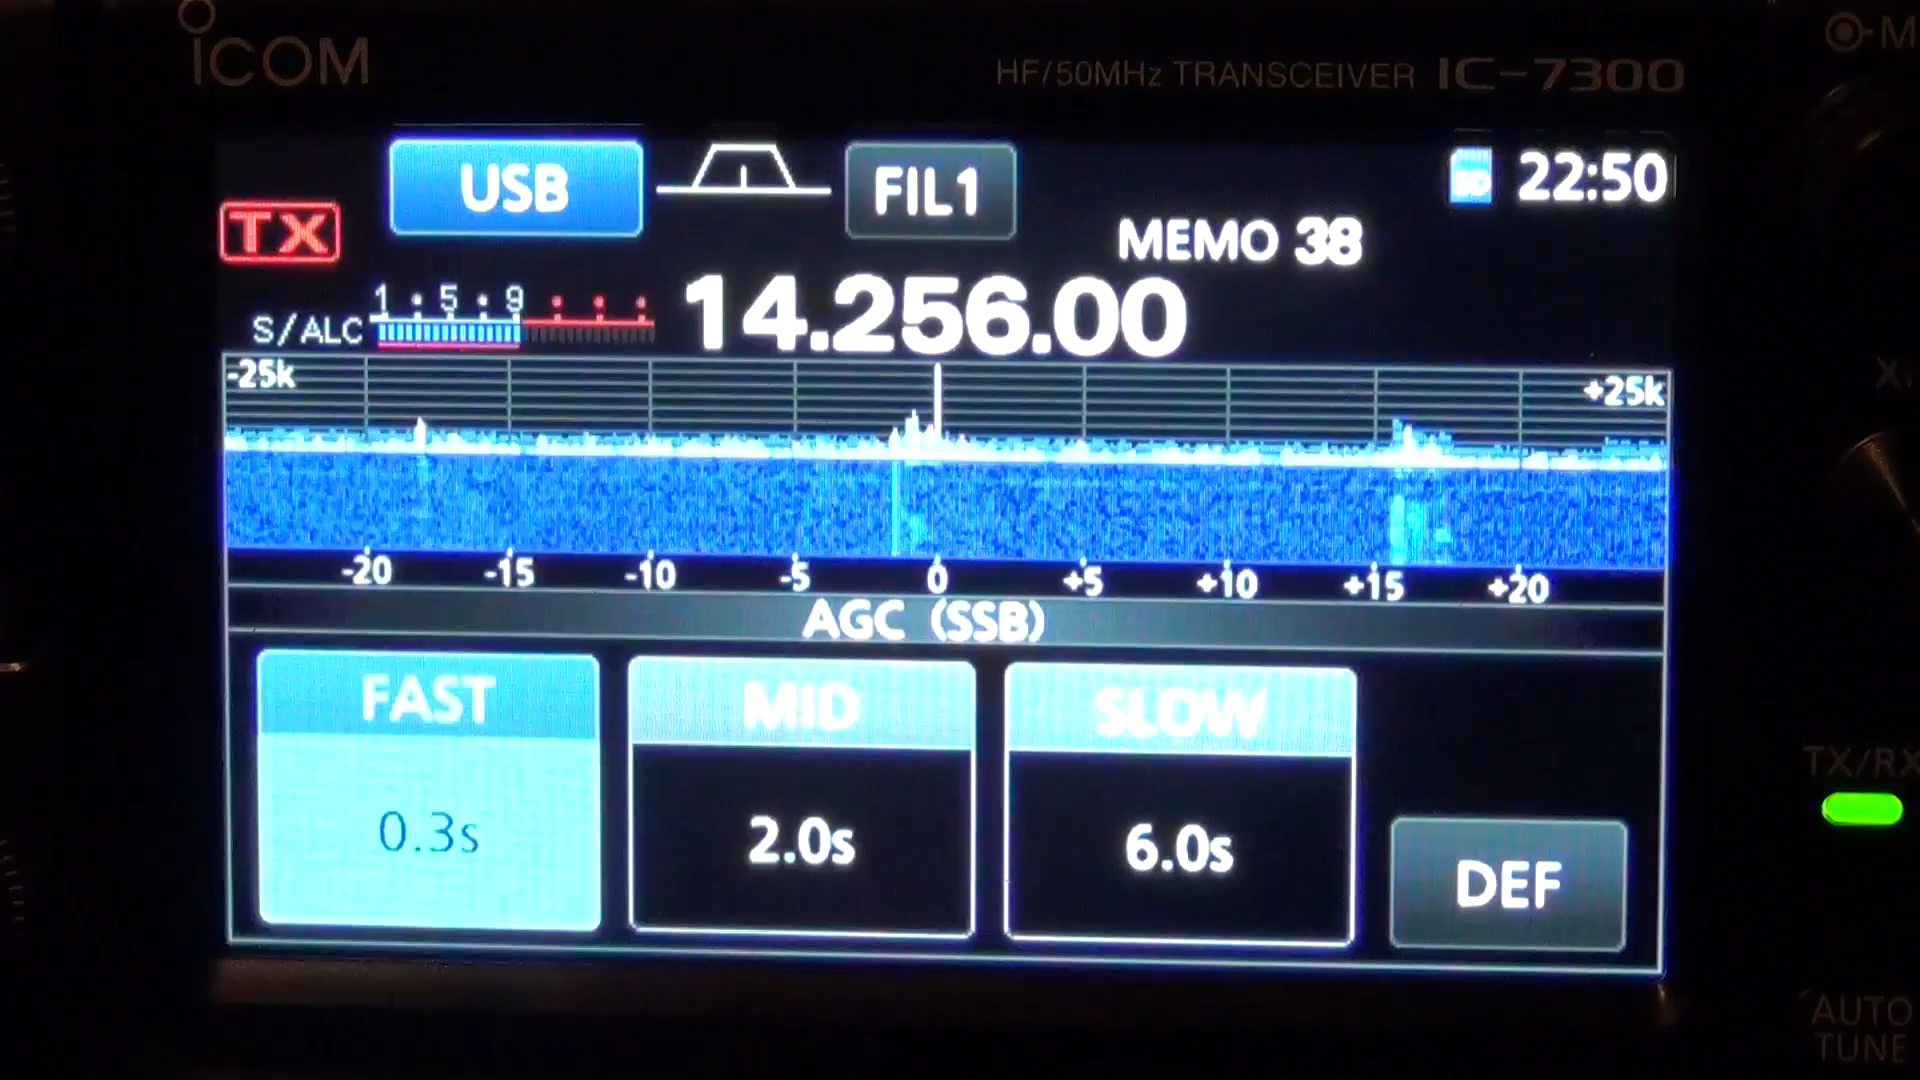 ICOM
HF/50MHz TRANSCEIVER IC-7300
USB
FIL1
22:50
TX
MEMO 38
1 • 5 • 9
S/ALC
14.256.00
-25k
+25k
-20 -15 -10 -5 0 +5 +10 +15 +20
AGC (SSB)
FAST MID SLOW
0.3s 2.0s 6.0s
DEF
TX/RX
AUTO
TUNE